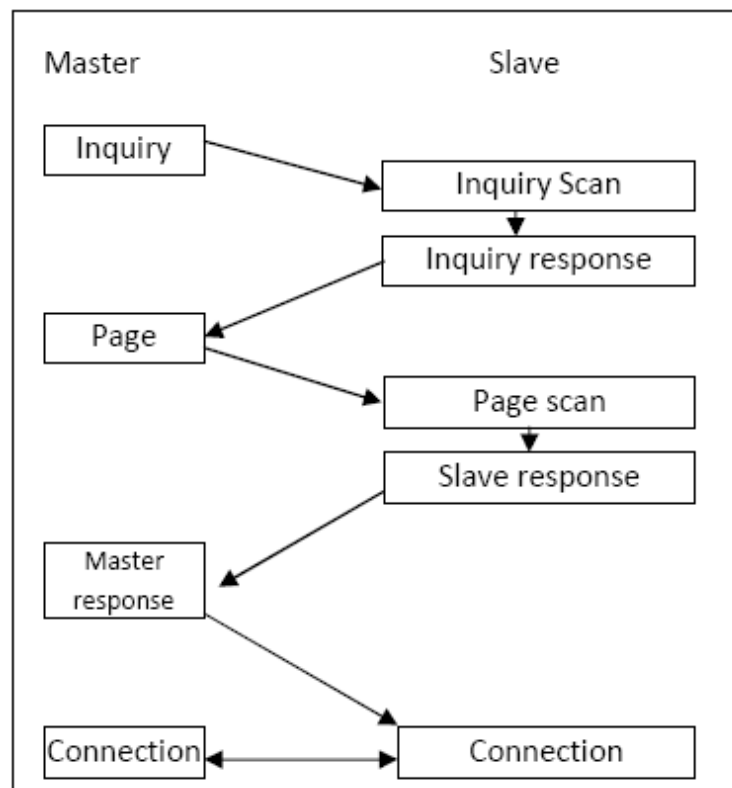 Master
Slave
Inquiry
Inquiry Scan
Inquiry response
Page
Page scan
Slave response
Master
response
Connection
Connection